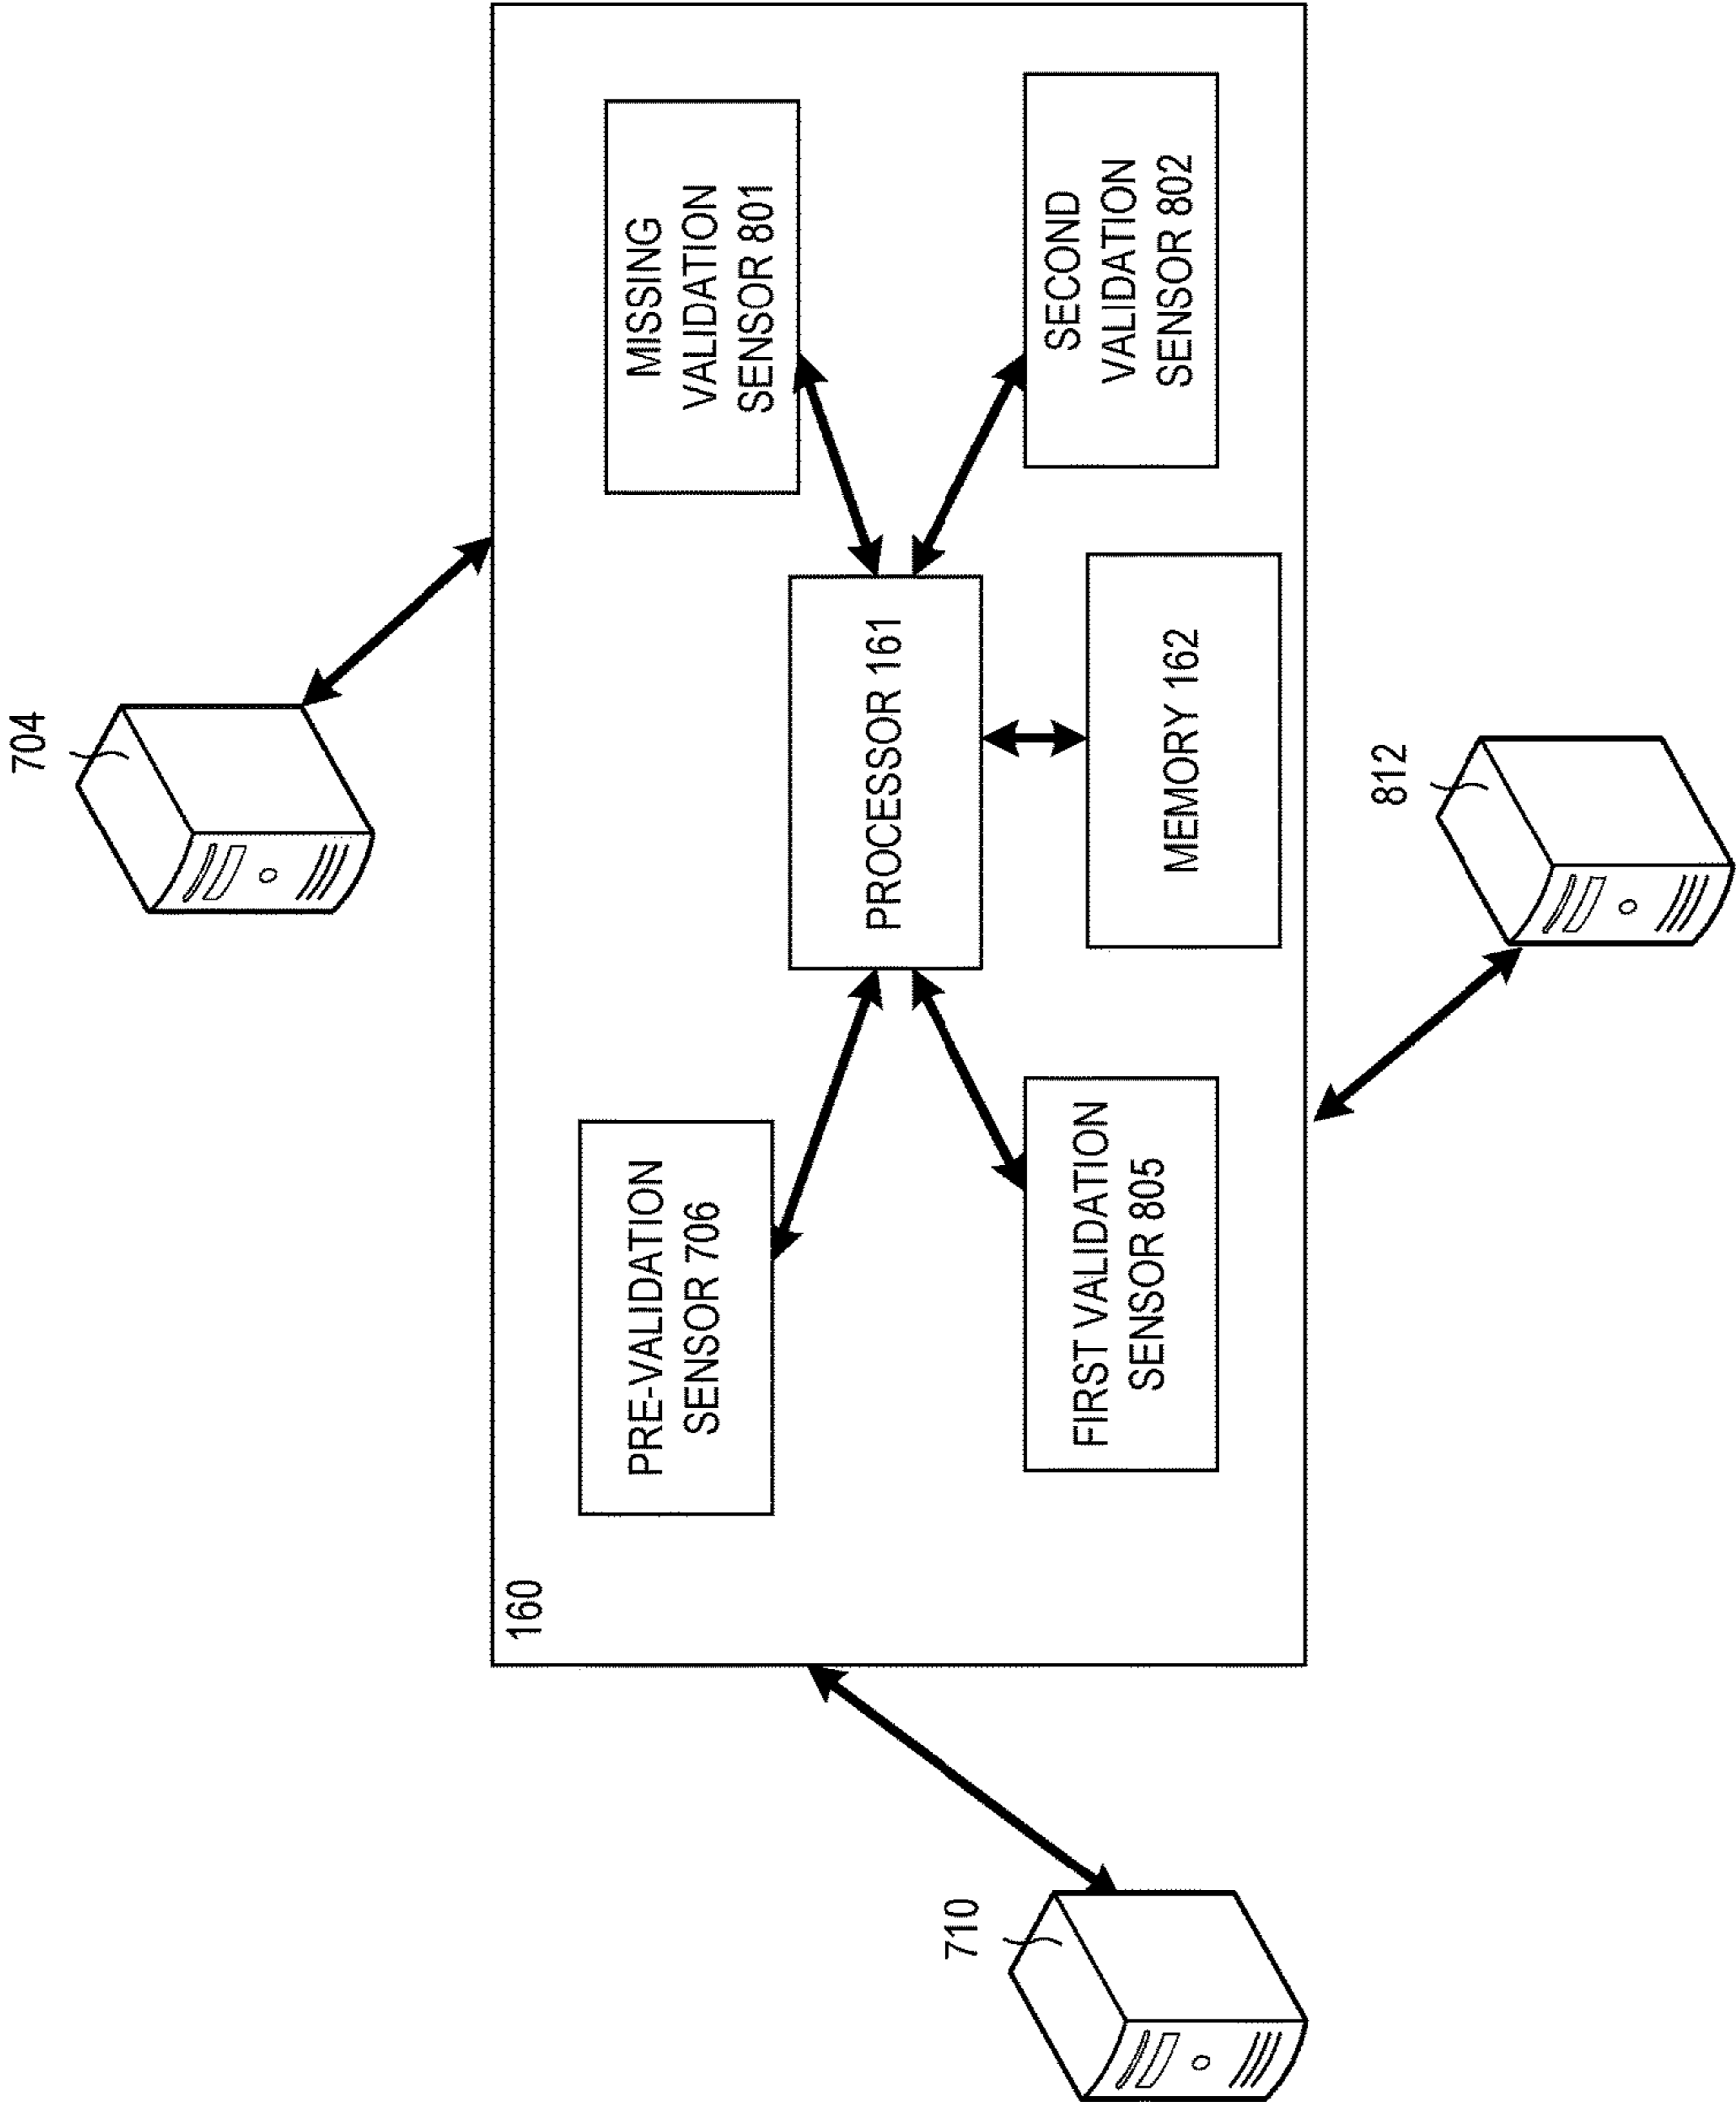 704
160
PRE-VALIDATION
SENSOR 706
MISSING
VALIDATION
SENSOR 801
PROCESSOR 161
FIRST VALIDATION
SENSOR 805
SECOND
VALIDATION
SENSOR 802
MEMORY 162
710
812